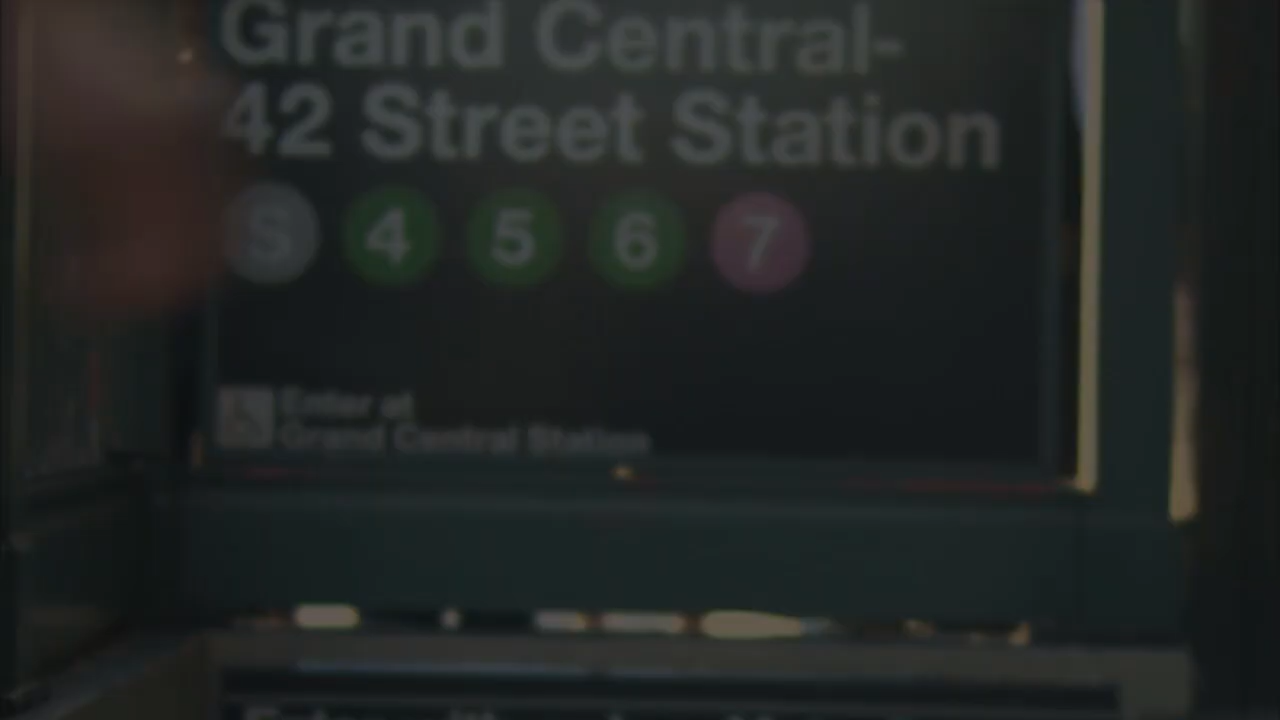 Grand Central-
42 Street Station
S 4 5 6 7
Enter at
Grand Central Station